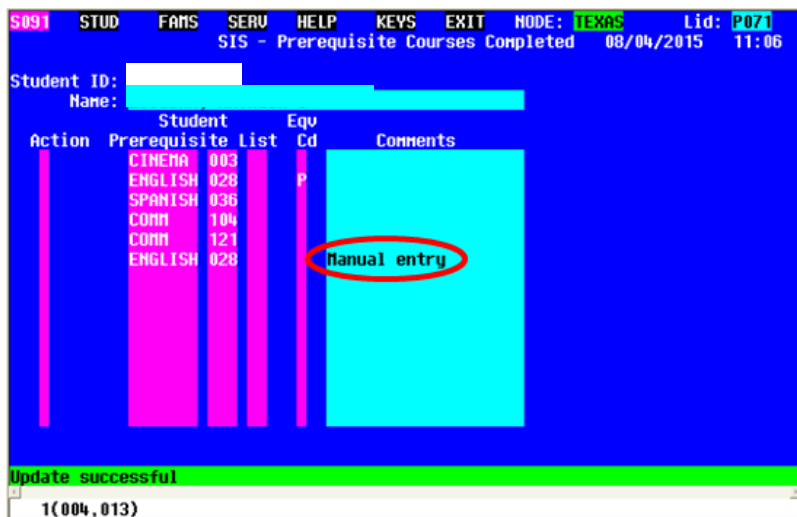 S091 STUD FAMS SERV HELP KEYS EXIT NODE: TEXAS Lid: P071
SIS - Prerequisite Courses Completed 08/04/2015 11:06
Student ID:
Name:
Student Equ
Action Prerequisite List Cd Comments
CINEMA 003
ENGLISH 028 P
SPANISH 036
COMM 104
COMM 121
ENGLISH 028 Manual entry
Update successful
1(004,013)